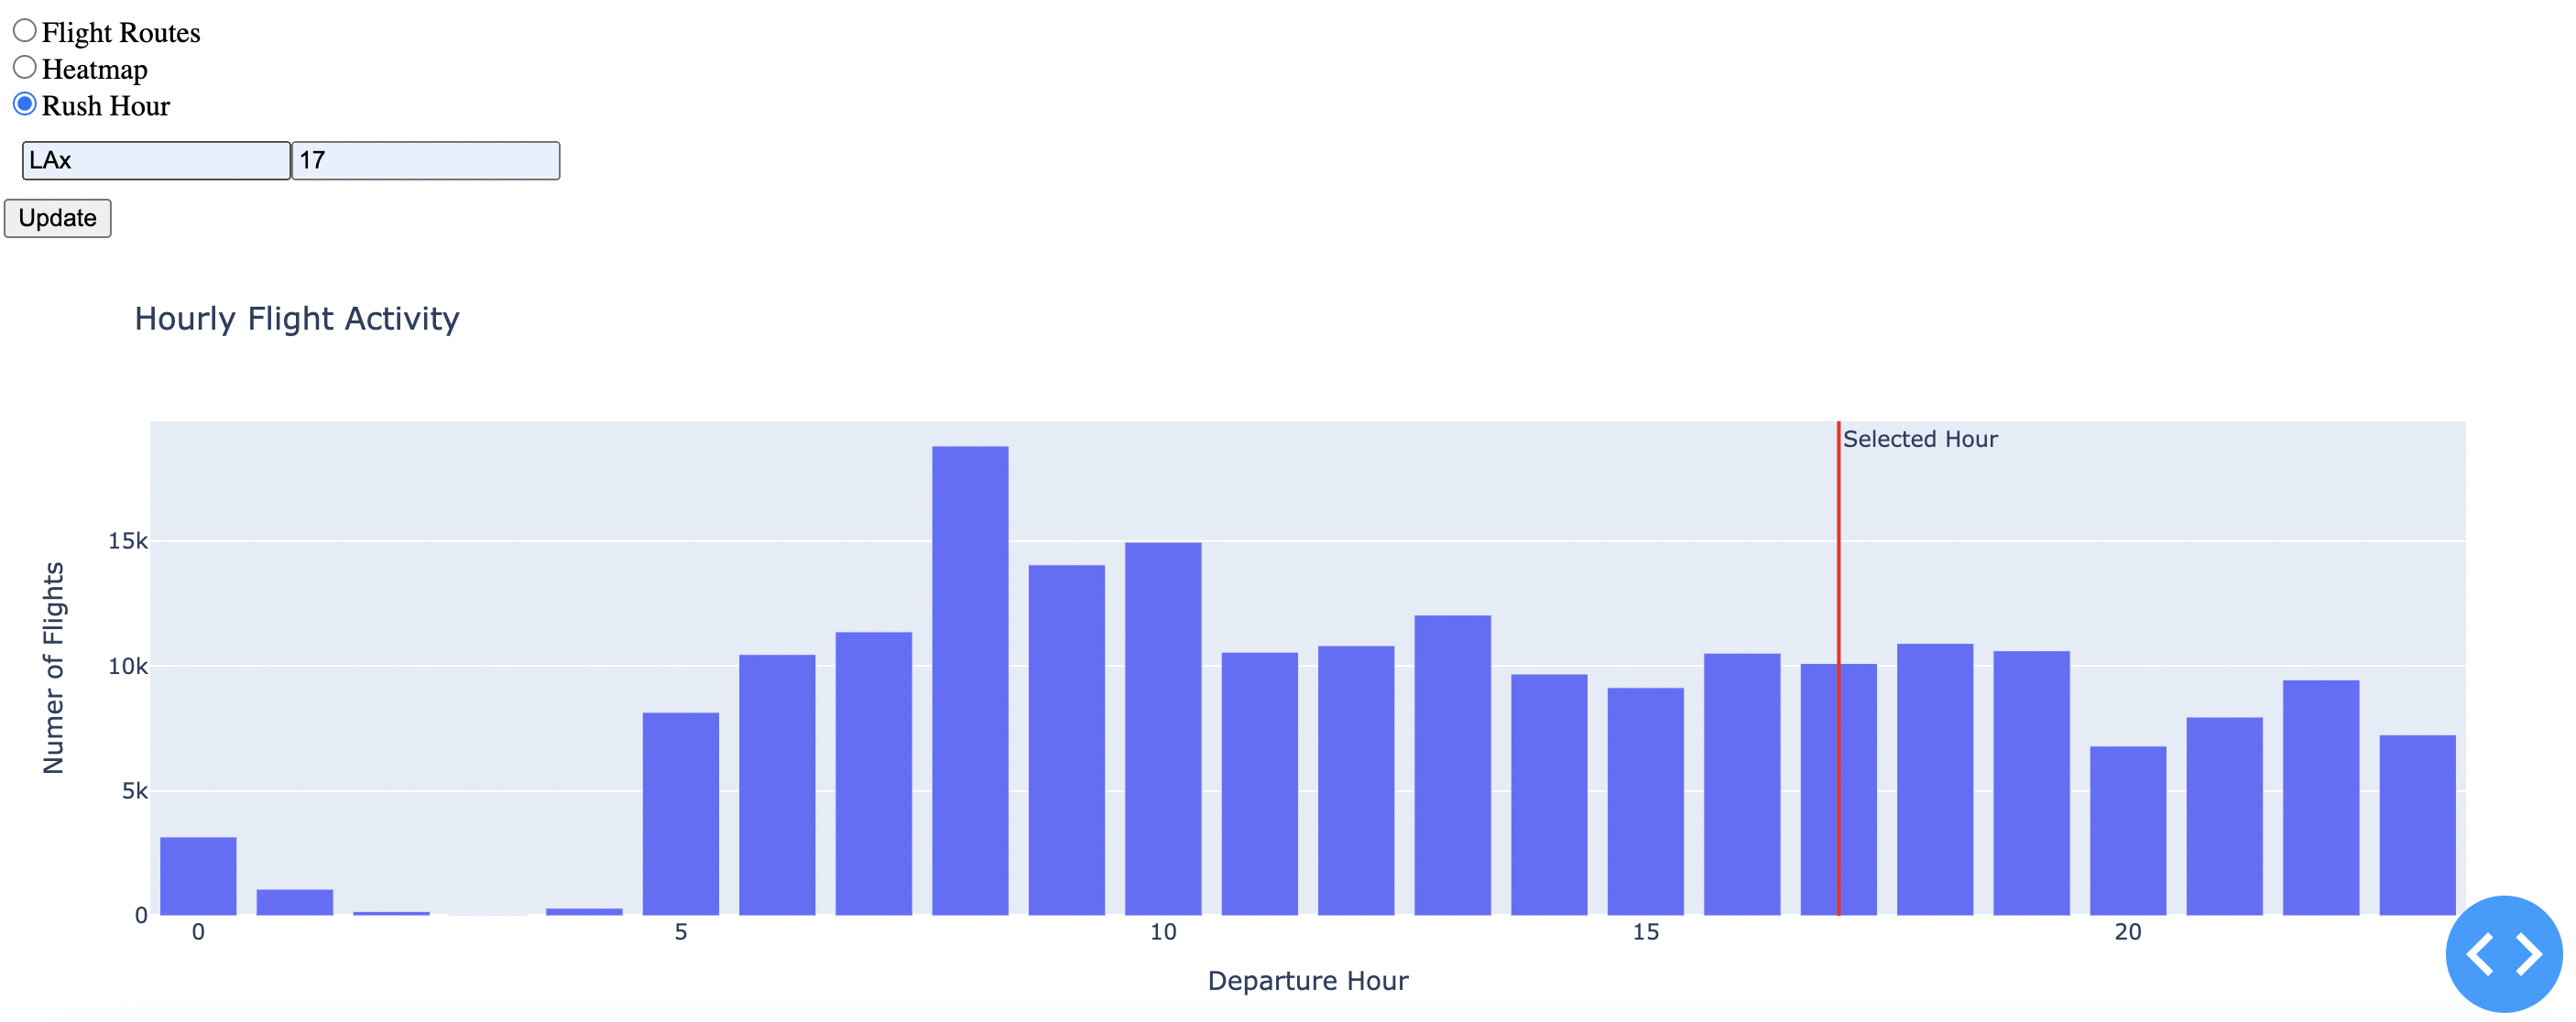 Flight Routes
Heatmap
Rush Hour
LAx 17
Update
Hourly Flight Activity
Selected Hour
15k
10k
5k
0
Numer of Flights
0 5 10 15 20
Departure Hour